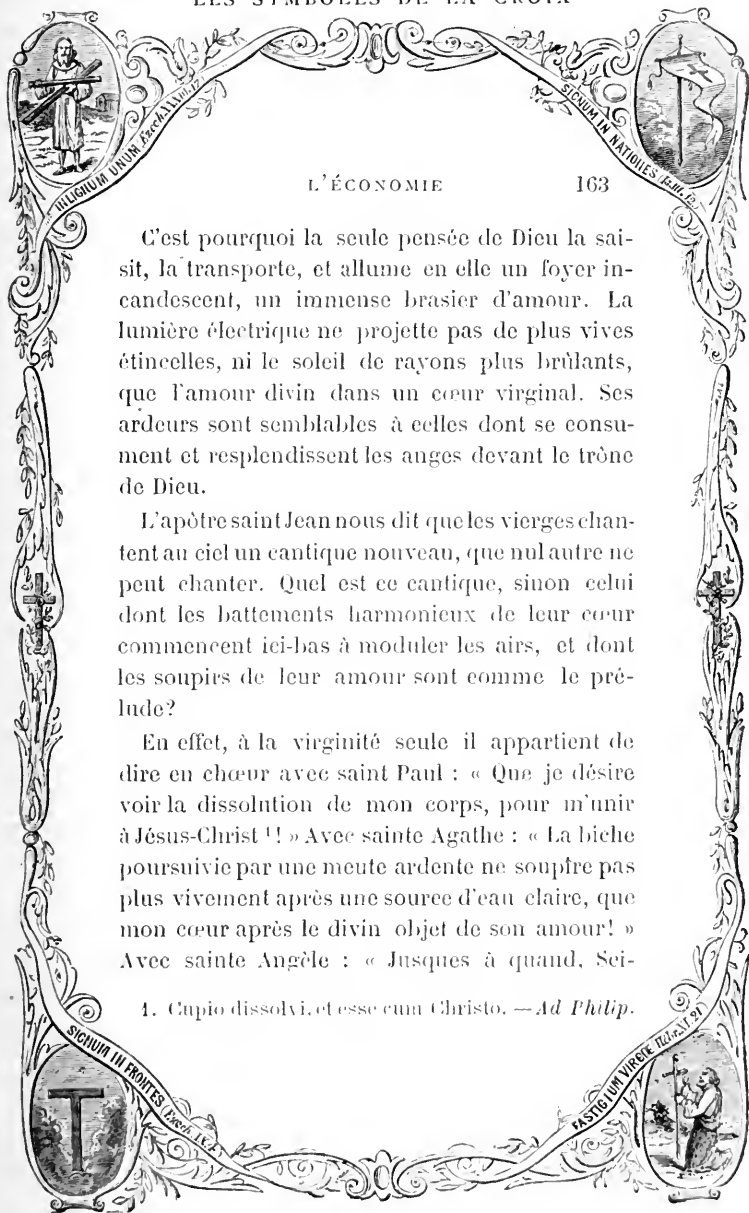 LES SYMBOLES DE LA CROIX
IN LIGNUM UNUM Ezech.
SIGNUM IN NATIONES
L'ÉCONOMIE 163
C'est pourquoi la seule pensée de Dieu la sai-
sit, la transporte, et allume en elle un foyer in-
candescent, un immense brasier d'amour. La
lumière électrique ne projette pas de plus vives
étincelles, ni le soleil de rayons plus brûlants,
que l'amour divin dans un cœur virginal. Ses
ardeurs sont semblables à celles dont se consu-
ment et resplendissent les anges devant le trône
de Dieu.
L'apôtre saint Jean nous dit que les vierges chan-
tent au ciel un cantique nouveau, que nul autre ne
peut chanter. Quel est ce cantique, sinon celui
dont les battements harmonieux de leur cœur
commencent ici-bas à moduler les airs, et dont
les soupirs de leur amour sont comme le pré-
lude?
En effet, à la virginité seule il appartient de
dire en chœur avec saint Paul : « Que je désire
voir la dissolution de mon corps, pour m'unir
à Jésus-Christ ¹! » Avec sainte Agathe : « La biche
poursuivie par une meute ardente ne soupire pas
plus vivement après une source d'eau claire, que
mon cœur après le divin objet de son amour! »
Avec sainte Angèle : « Jusques à quand, Sei-
1. Cupio dissolvi, et esse cum Christo. — Ad Philip.
SIGNUM IN FRONTES (Ezech. IX.
FASTIGIUM VIRGÆ
T